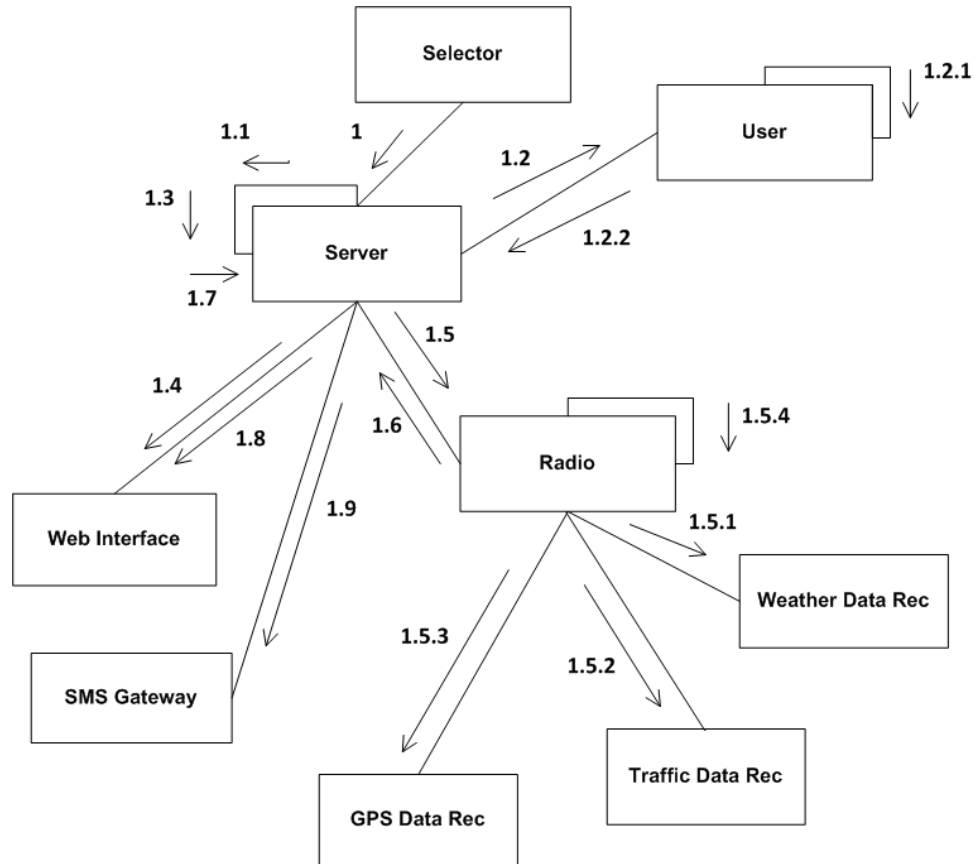 Selector
1.2.1
User
1
1.1
1.2
1.3
1.2.2
Server
1.7
1.5
1.4
1.6
1.5.4
1.8
Radio
1.9
1.5.1
Web Interface
Weather Data Rec
1.5.3
1.5.2
SMS Gateway
Traffic Data Rec
GPS Data Rec